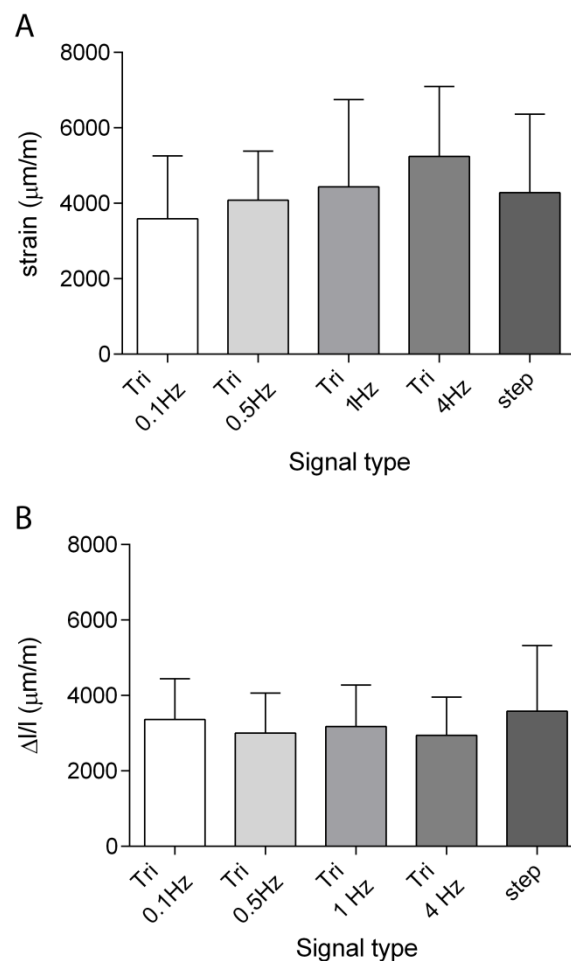 A
8000
6000
4000
2000
0
strain (μm/m)
Tri 0.1Hz
Tri 0.5Hz
Tri 1Hz
Tri 4Hz
step
Signal type
B
8000
6000
4000
2000
0
Δl/l (μm/m)
Tri 0.1Hz
Tri 0.5Hz
Tri 1 Hz
Tri 4 Hz
step
Signal type